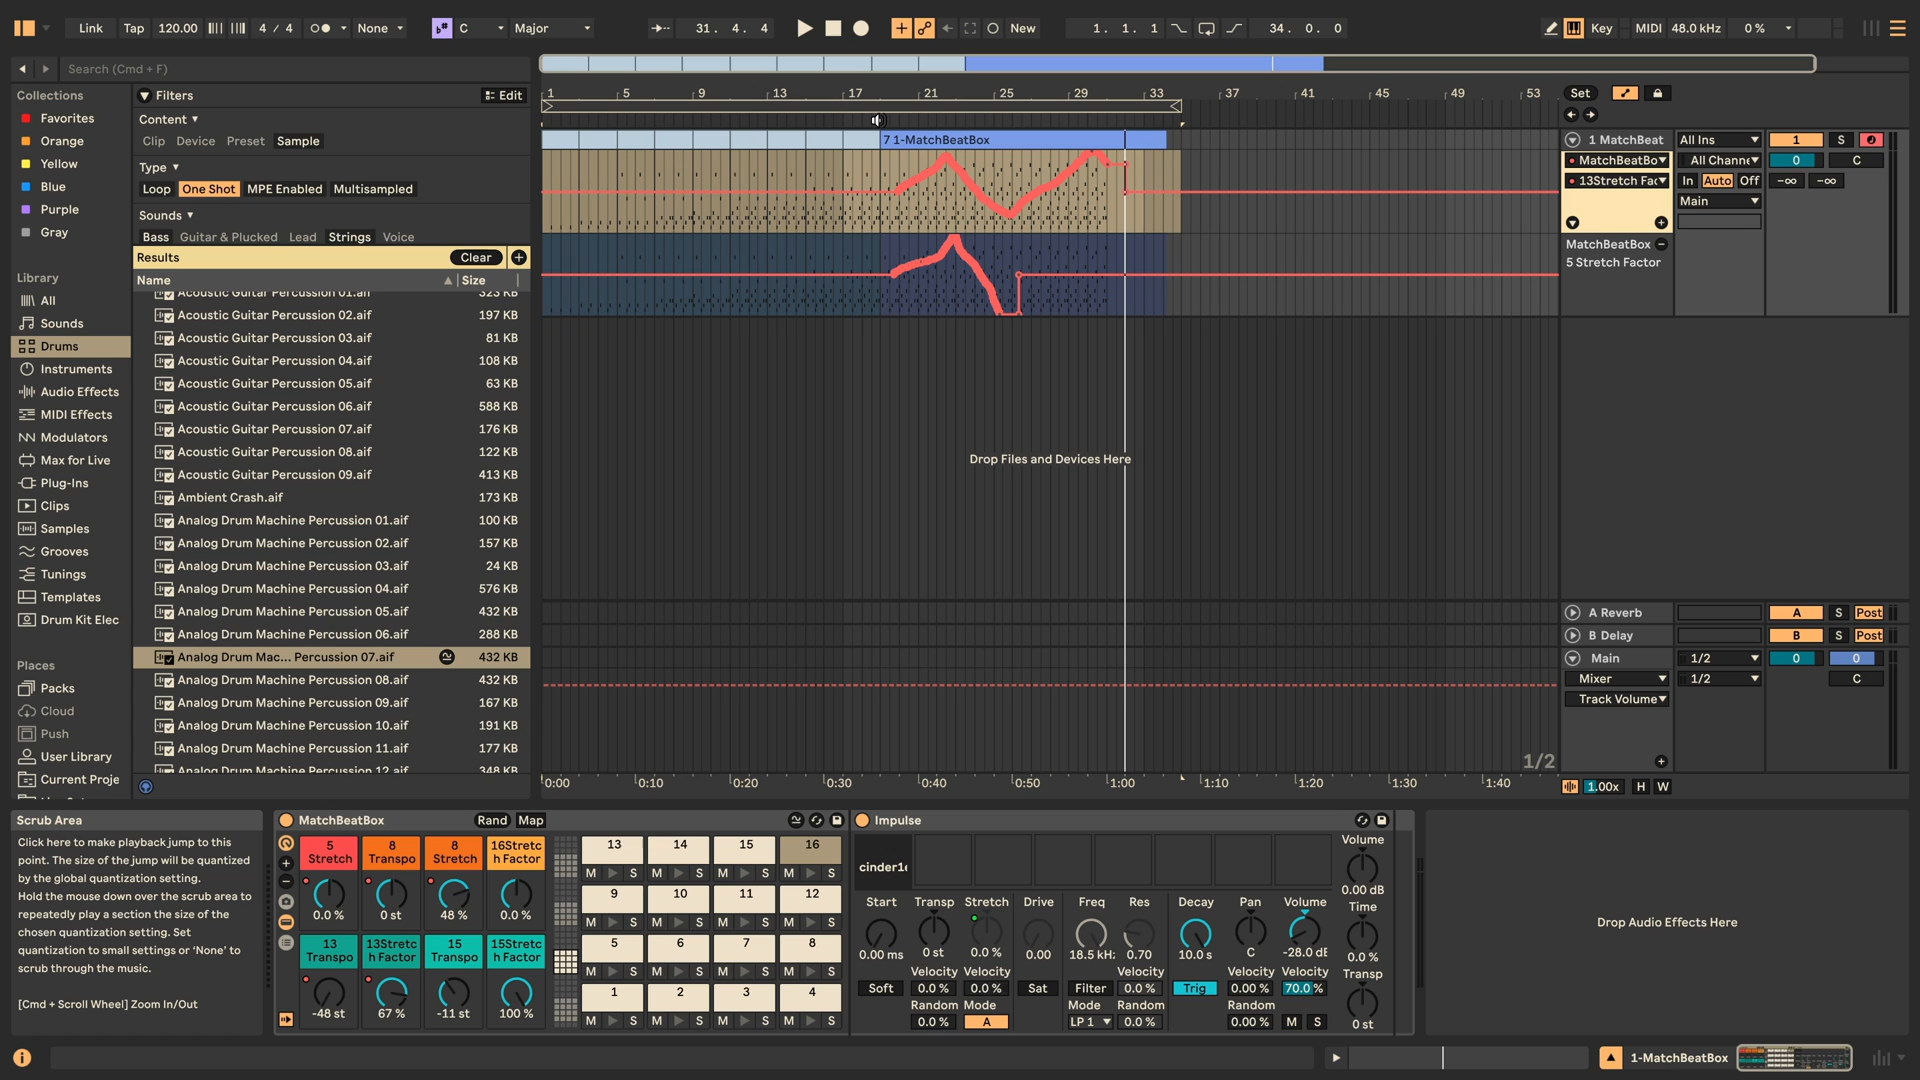 Link Tap 120.00 4 / 4 None C Major 31. 4. 4 New 1. 1. 1 34. 0. 0 Key MIDI 48.0 kHz 0 %
Search (Cmd + F)
Collections
Favorites
Orange
Yellow
Blue
Purple
Gray
Library
All
Sounds
Drums
Instruments
Audio Effects
MIDI Effects
Modulators
Max for Live
Plug-Ins
Clips
Samples
Grooves
Tunings
Templates
Drum Kit Elec
Places
Packs
Cloud
Push
User Library
Current Proje
Filters Edit
Content
Clip Device Preset Sample
Type
Loop One Shot MPE Enabled Multisampled
Sounds
Bass Guitar & Plucked Lead Strings Voice
Results Clear
Name Size
Acoustic Guitar Percussion 01.aif 323 KB
Acoustic Guitar Percussion 02.aif 197 KB
Acoustic Guitar Percussion 03.aif 81 KB
Acoustic Guitar Percussion 04.aif 108 KB
Acoustic Guitar Percussion 05.aif 63 KB
Acoustic Guitar Percussion 06.aif 588 KB
Acoustic Guitar Percussion 07.aif 176 KB
Acoustic Guitar Percussion 08.aif 122 KB
Acoustic Guitar Percussion 09.aif 413 KB
Ambient Crash.aif 173 KB
Analog Drum Machine Percussion 01.aif 100 KB
Analog Drum Machine Percussion 02.aif 157 KB
Analog Drum Machine Percussion 03.aif 24 KB
Analog Drum Machine Percussion 04.aif 576 KB
Analog Drum Machine Percussion 05.aif 432 KB
Analog Drum Machine Percussion 06.aif 288 KB
Analog Drum Mac... Percussion 07.aif 432 KB
Analog Drum Machine Percussion 08.aif 432 KB
Analog Drum Machine Percussion 09.aif 167 KB
Analog Drum Machine Percussion 10.aif 191 KB
Analog Drum Machine Percussion 11.aif 177 KB
Analog Drum Machine Percussion 12.aif 348 KB
1 5 9 13 17 21 25 29 33 37 41 45 49 53
7 1-MatchBeatBox
Drop Files and Devices Here
1/2
0:00 0:10 0:20 0:30 0:40 0:50 1:00 1:10 1:20 1:30 1:40
Set
1 MatchBeat All Ins 1 S
MatchBeatBo All Channe 0 C
13Stretch Fac In Auto Off -∞ -∞
Main
MatchBeatBox
5 Stretch Factor
A Reverb A S Post
B Delay B S Post
Main 1/2 0 0
Mixer 1/2 C
Track Volume
1.00x H W
Scrub Area
Click here to make playback jump to this
point. The size of the jump will be quantized
by the global quantization setting.
Hold the mouse down over the scrub area to
repeatedly play a section the size of the
chosen quantization setting. Set
quantization to small settings or 'None' to
scrub through the music.
[Cmd + Scroll Wheel] Zoom In/Out
MatchBeatBox Rand Map
5 Stretch 8 Transpo 8 Stretch 16Stretc h Factor
0.0 % 0 st 48 % 0.0 %
13 Transpo 13Stretc h Factor 15 Transpo 15Stretc h Factor
-48 st 67 % -11 st 100 %
13 14 15 16
M S M S M S M S
9 10 11 12
M S M S M S M S
5 6 7 8
M S M S M S M S
1 2 3 4
M S M S M S M S
Impulse
cinder1
Start Transp Stretch Drive Freq Res Decay Pan Volume
0.00 ms 0 st 0.0 % 0.00 18.5 kHz 0.70 10.0 s C -28.0 dB
Velocity Velocity Velocity Velocity Velocity
Soft 0.0 % 0.0 % Sat Filter 0.0 % Trig 0.00 % 70.0 %
Random Mode Mode Random Random
0.0 % A LP 1 0.0 % 0.00 % M S
Volume
0.00 dB
Time
0.0 %
Transp
0 st
Drop Audio Effects Here
1-MatchBeatBox